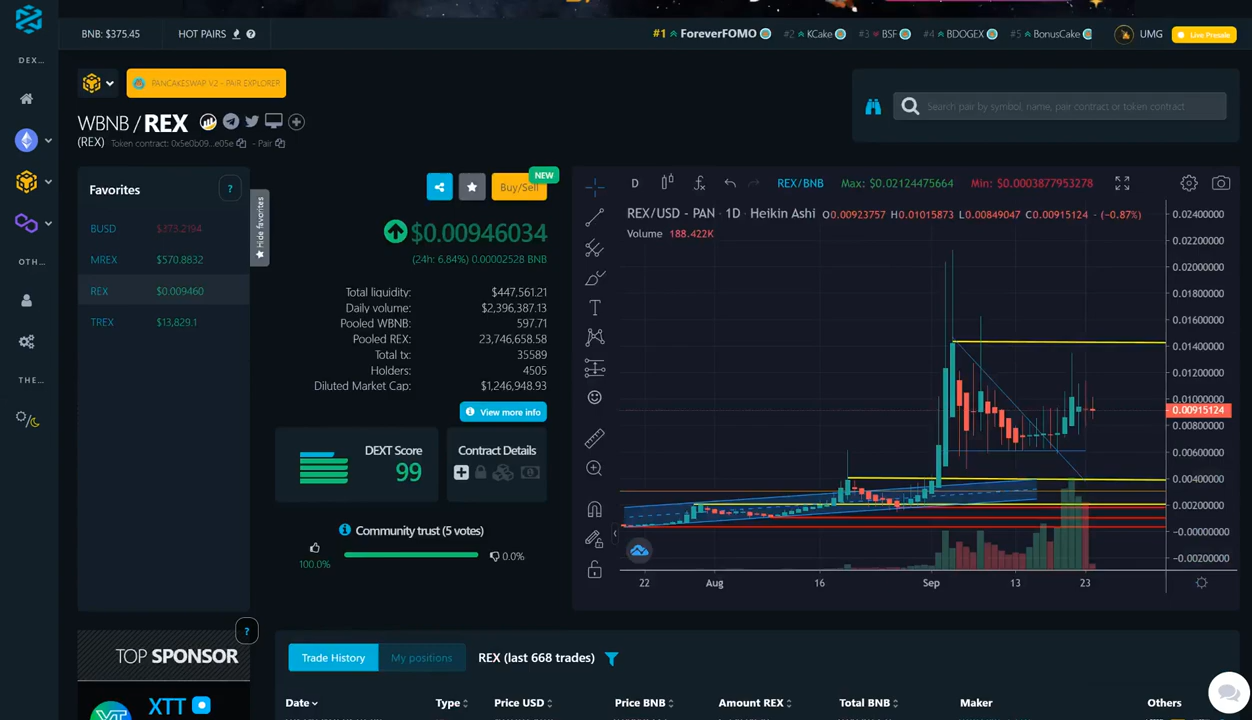 BNB: $375.45
HOT PAIRS
#1 ForeverFOMO
#2 KCake
#3 BSF
#4 BDOGEX
#5 BonusCake
UMG
Live Presale
DEX...
PANCAKESWAP V2 - PAIR EXPLORER
Search pair by symbol, name, pair contract or token contract
WBNB / REX
(REX) Token contract: 0x5e0b09...e05e - Pair
Favorites ?
Hide favorites
BUSD $373.2194
MREX $570.8832
REX $0.009460
TREX $13,829.1
OTH...
THE...
NEW
Buy/Sell
$0.00946034
(24h: 6.84%) 0.00002528 BNB
Total liquidity: $447,561.21
Daily volume: $2,396,387.13
Pooled WBNB: 597.71
Pooled REX: 23,746,658.58
Total tx: 35589
Holders: 4505
Diluted Market Cap: $1,246,948.93
View more info
DEXT Score
99
Contract Details
Community trust (5 votes)
100.0%
0.0%
D
REX/BNB
Max: $0.02124475664
Min: $0.0003877953278
REX/USD - PAN · 1D · Heikin Ashi O0.00923757 H0.01015873 L0.00849047 C0.00915124 −(−0.87%)
Volume 188.422K
0.02400000
0.02200000
0.02000000
0.01800000
0.01600000
0.01400000
0.01200000
0.01000000
0.00915124
0.00800000
0.00600000
0.00400000
0.00200000
−0.00000000
−0.00200000
22 Aug 16 Sep 13 23
?
TOP SPONSOR
XTT
Trade History
My positions
REX (last 668 trades)
Date
Type
Price USD
Price BNB
Amount REX
Total BNB
Maker
Others